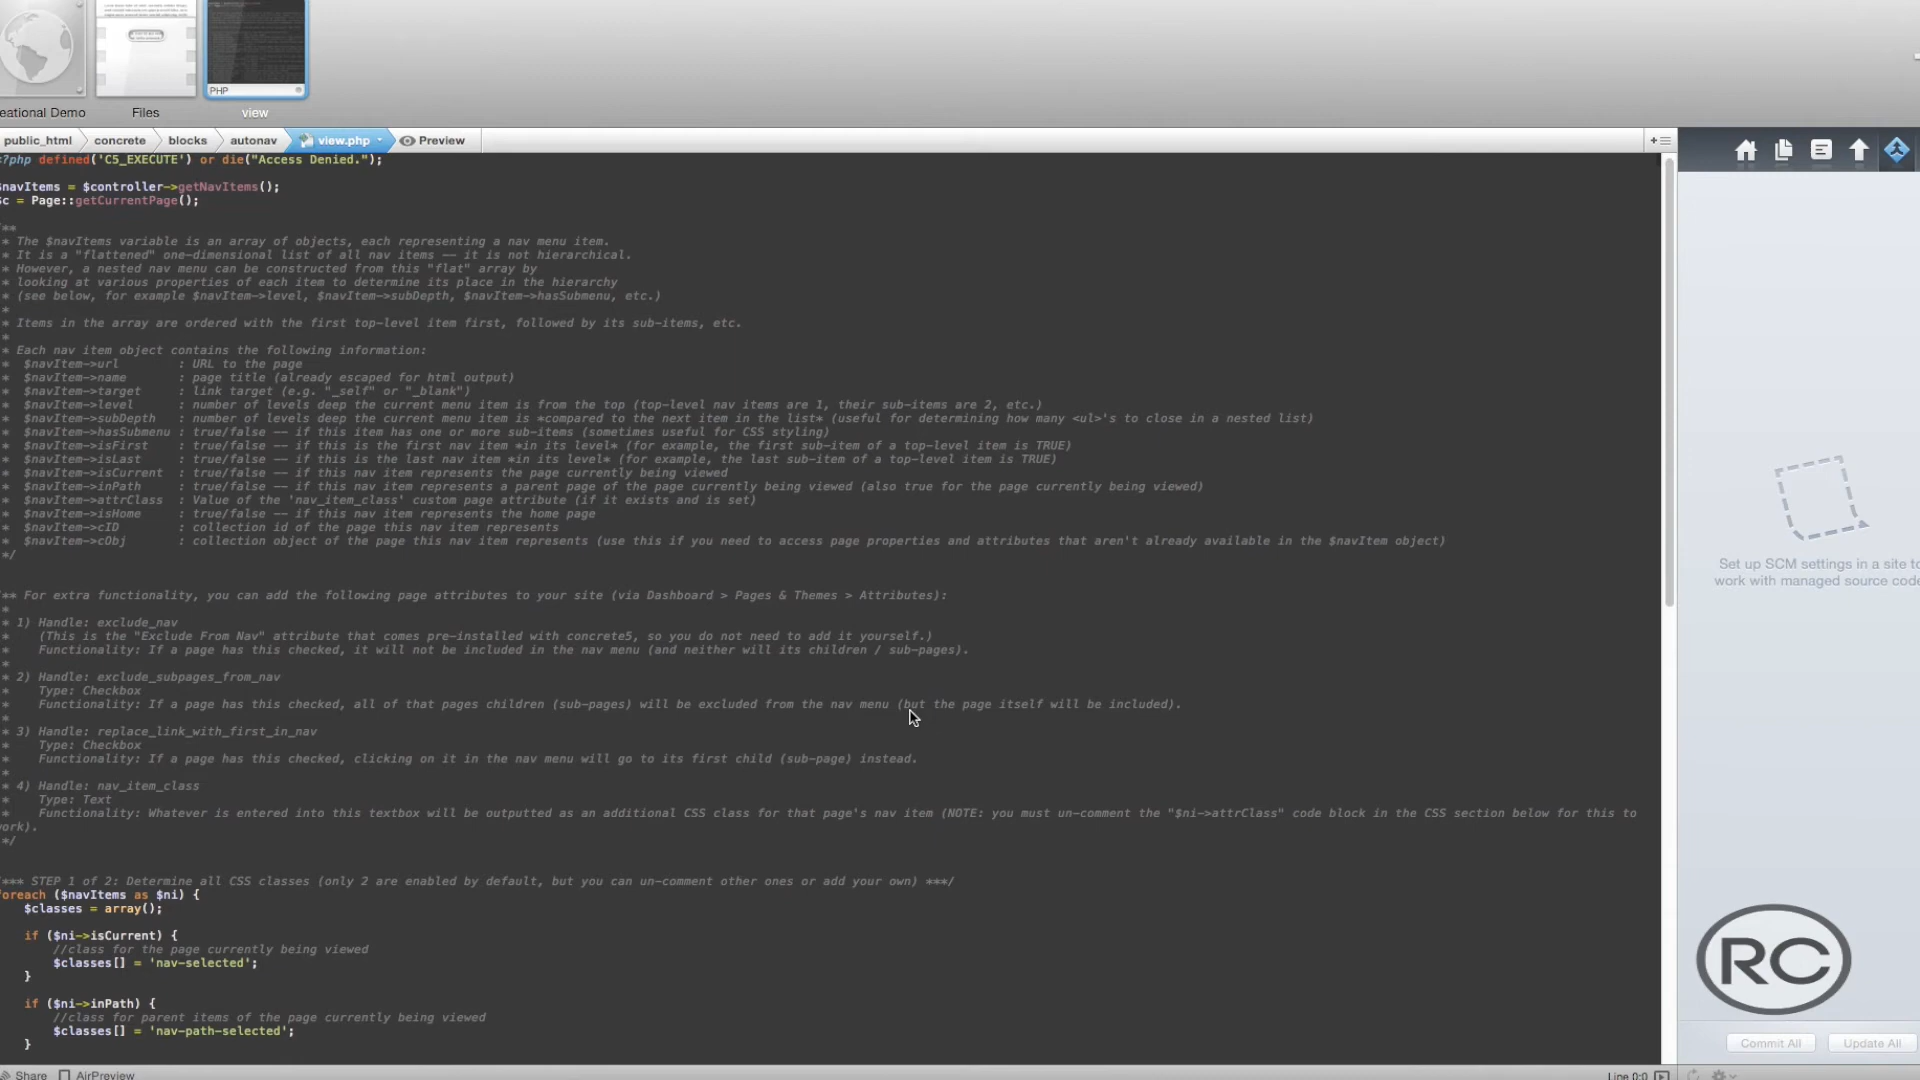 PHP
eational Demo
Files
view
public_html
concrete
blocks
autonav
view.php
Preview
?php defined('C5_EXECUTE') or die("Access Denied.");
$navItems = $controller->getNavItems();
$c = Page::getCurrentPage();
**
* The $navItems variable is an array of objects, each representing a nav menu item.
* It is a "flattened" one-dimensional list of all nav items -- it is not hierarchical.
* However, a nested nav menu can be constructed from this "flat" array by
* looking at various properties of each item to determine its place in the hierarchy
* (see below, for example $navItem->level, $navItem->subDepth, $navItem->hasSubmenu, etc.)
*
* Items in the array are ordered with the first top-level item first, followed by its sub-items, etc.
*
* Each nav item object contains the following information:
* $navItem->url : URL to the page
* $navItem->name : page title (already escaped for html output)
* $navItem->target : link target (e.g. "_self" or "_blank")
* $navItem->level : number of levels deep the current menu item is from the top (top-level nav items are 1, their sub-items are 2, etc.)
* $navItem->subDepth : number of levels deep the current menu item is *compared to the next item in the list* (useful for determining how many <ul>'s to close in a nested list)
* $navItem->hasSubmenu : true/false -- if this item has one or more sub-items (sometimes useful for CSS styling)
* $navItem->isFirst : true/false -- if this is the first nav item *in its level* (for example, the first sub-item of a top-level item is TRUE)
* $navItem->isLast : true/false -- if this is the last nav item *in its level* (for example, the last sub-item of a top-level item is TRUE)
* $navItem->isCurrent : true/false -- if this nav item represents the page currently being viewed
* $navItem->inPath : true/false -- if this nav item represents a parent page of the page currently being viewed (also true for the page currently being viewed)
* $navItem->attrClass : Value of the 'nav_item_class' custom page attribute (if it exists and is set)
* $navItem->isHome : true/false -- if this nav item represents the home page
* $navItem->cID : collection id of the page this nav item represents
* $navItem->cObj : collection object of the page this nav item represents (use this if you need to access page properties and attributes that aren't already available in the $navItem object)
*/
** For extra functionality, you can add the following page attributes to your site (via Dashboard > Pages & Themes > Attributes):
*
* 1) Handle: exclude_nav
* (This is the "Exclude From Nav" attribute that comes pre-installed with concrete5, so you do not need to add it yourself.)
* Functionality: If a page has this checked, it will not be included in the nav menu (and neither will its children / sub-pages).
*
* 2) Handle: exclude_subpages_from_nav
* Type: Checkbox
* Functionality: If a page has this checked, all of that pages children (sub-pages) will be excluded from the nav menu (but the page itself will be included).
*
* 3) Handle: replace_link_with_first_in_nav
* Type: Checkbox
* Functionality: If a page has this checked, clicking on it in the nav menu will go to its first child (sub-page) instead.
*
* 4) Handle: nav_item_class
* Type: Text
* Functionality: Whatever is entered into this textbox will be outputted as an additional CSS class for that page's nav item (NOTE: you must un-comment the "$ni->attrClass" code block in the CSS section below for this to
work).
*/
*** STEP 1 of 2: Determine all CSS classes (only 2 are enabled by default, but you can un-comment other ones or add your own) ***/
foreach ($navItems as $ni) {
$classes = array();
if ($ni->isCurrent) {
//class for the page currently being viewed
$classes[] = 'nav-selected';
}
if ($ni->inPath) {
//class for parent items of the page currently being viewed
$classes[] = 'nav-path-selected';
}
Set up SCM settings in a site to
work with managed source code
RC
Commit All
Update All
Share
AirPreview
Line 0:0